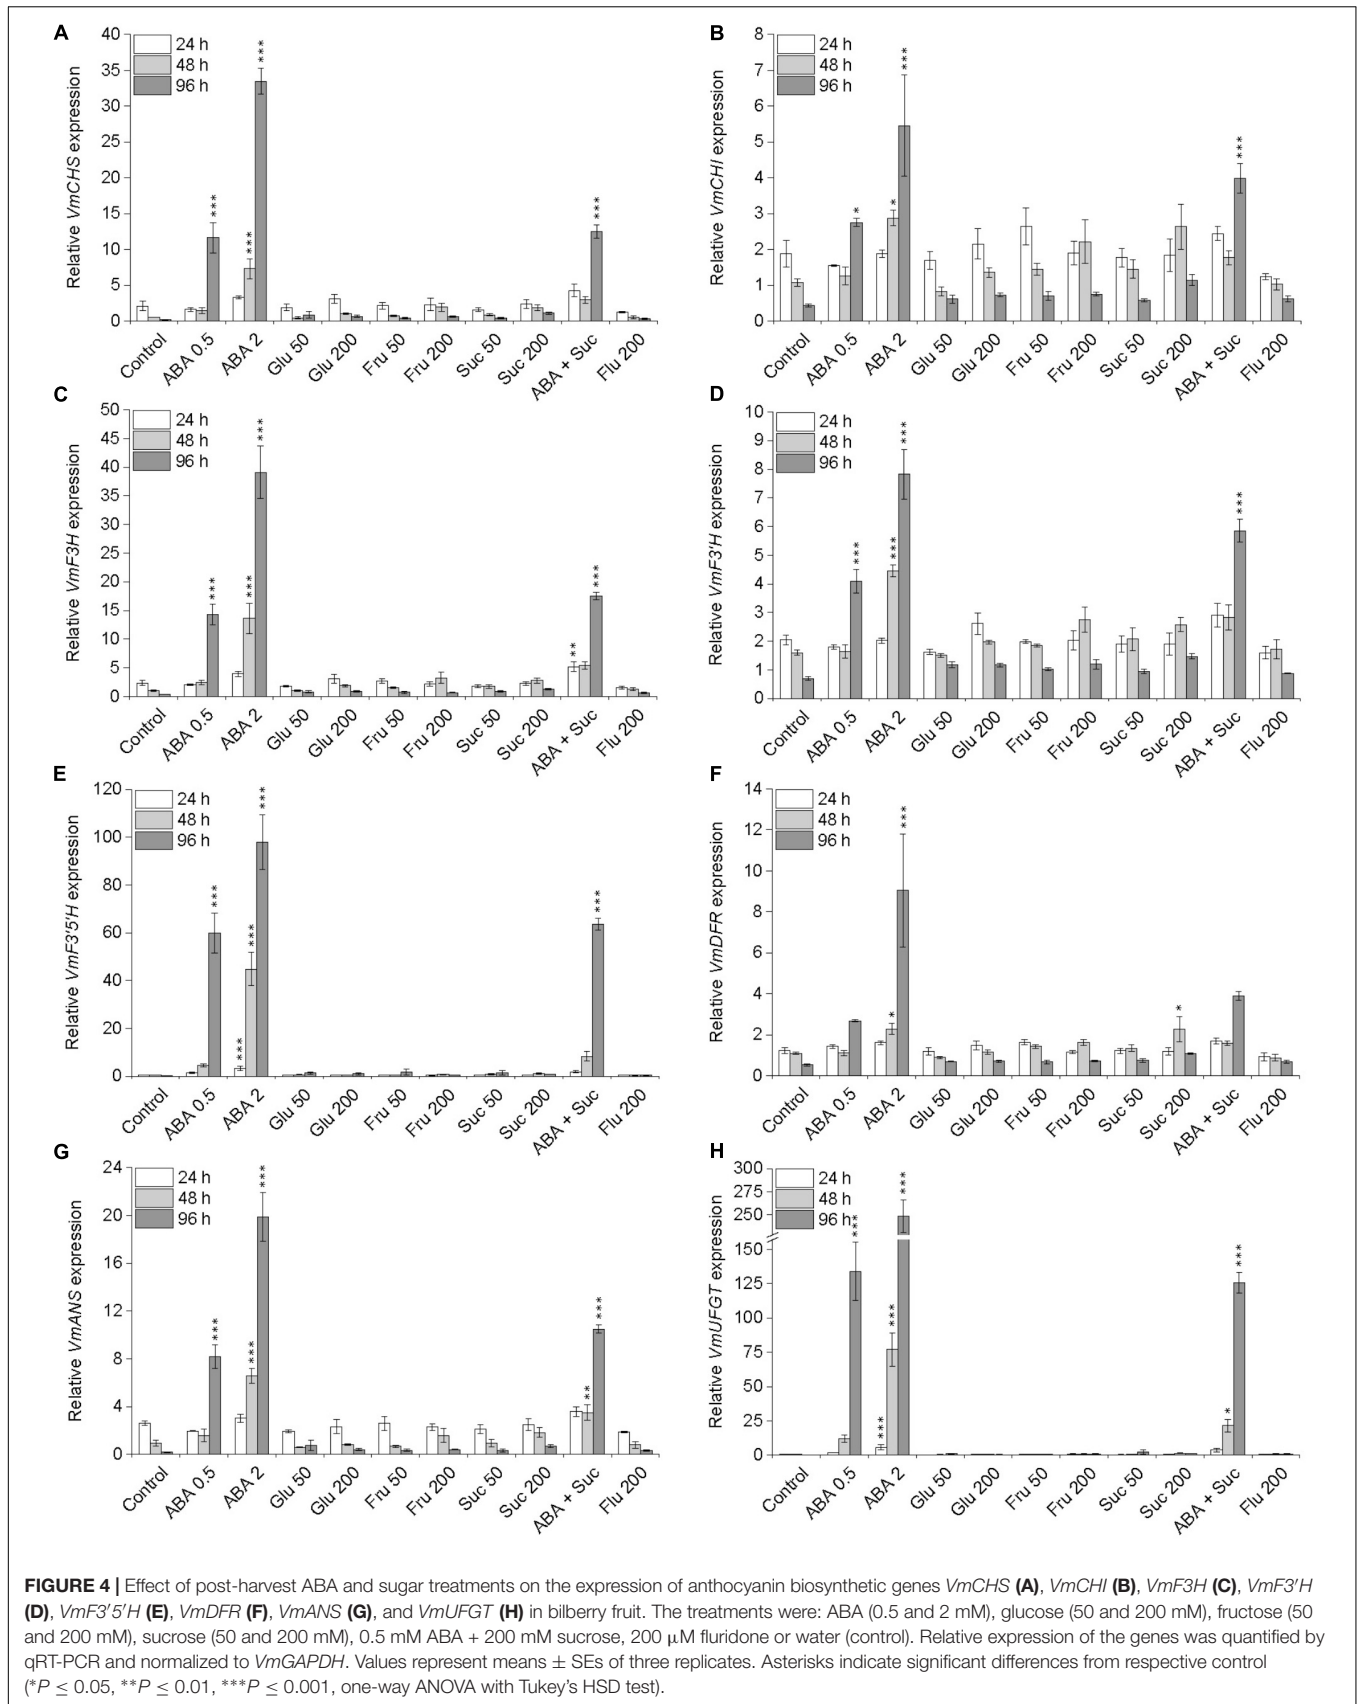 A
Relative VmCHS expression
40
35
30
25
20
15
10
5
0
24 h
48 h
96 h
***
***
***
***
Control
ABA 0.5
ABA 2
Glu 50
Glu 200
Fru 50
Fru 200
Suc 50
Suc 200
ABA + Suc
Flu 200
B
Relative VmCHI expression
8
7
6
5
4
3
2
1
0
24 h
48 h
96 h
*
*
***
***
Control
ABA 0.5
ABA 2
Glu 50
Glu 200
Fru 50
Fru 200
Suc 50
Suc 200
ABA + Suc
Flu 200
C
Relative VmF3H expression
50
45
40
35
30
25
20
15
10
5
0
24 h
48 h
96 h
***
***
***
**
***
Control
ABA 0.5
ABA 2
Glu 50
Glu 200
Fru 50
Fru 200
Suc 50
Suc 200
ABA + Suc
Flu 200
D
Relative VmF3'H expression
10
9
8
7
6
5
4
3
2
1
0
24 h
48 h
96 h
***
***
***
***
Control
ABA 0.5
ABA 2
Glu 50
Glu 200
Fru 50
Fru 200
Suc 50
Suc 200
ABA + Suc
Flu 200
E
Relative VmF3'5'H expression
120
100
80
60
40
20
0
24 h
48 h
96 h
***
***
***
***
***
Control
ABA 0.5
ABA 2
Glu 50
Glu 200
Fru 50
Fru 200
Suc 50
Suc 200
ABA + Suc
Flu 200
F
Relative VmDFR expression
14
12
10
8
6
4
2
0
24 h
48 h
96 h
*
***
*
Control
ABA 0.5
ABA 2
Glu 50
Glu 200
Fru 50
Fru 200
Suc 50
Suc 200
ABA + Suc
Flu 200
G
Relative VmANS expression
24
20
16
12
8
4
0
24 h
48 h
96 h
***
***
***
**
***
Control
ABA 0.5
ABA 2
Glu 50
Glu 200
Fru 50
Fru 200
Suc 50
Suc 200
ABA + Suc
Flu 200
H
Relative VmUFGT expression
300
275
250
150
125
100
75
50
25
0
24 h
48 h
96 h
***
***
***
***
*
***
Control
ABA 0.5
ABA 2
Glu 50
Glu 200
Fru 50
Fru 200
Suc 50
Suc 200
ABA + Suc
Flu 200
FIGURE 4 | Effect of post-harvest ABA and sugar treatments on the expression of anthocyanin biosynthetic genes VmCHS (A), VmCHI (B), VmF3H (C), VmF3′H
(D), VmF3′5′H (E), VmDFR (F), VmANS (G), and VmUFGT (H) in bilberry fruit. The treatments were: ABA (0.5 and 2 mM), glucose (50 and 200 mM), fructose (50
and 200 mM), sucrose (50 and 200 mM), 0.5 mM ABA + 200 mM sucrose, 200 μM fluridone or water (control). Relative expression of the genes was quantified by
qRT-PCR and normalized to VmGAPDH. Values represent means ± SEs of three replicates. Asterisks indicate significant differences from respective control
(*P ≤ 0.05, **P ≤ 0.01, ***P ≤ 0.001, one-way ANOVA with Tukey's HSD test).